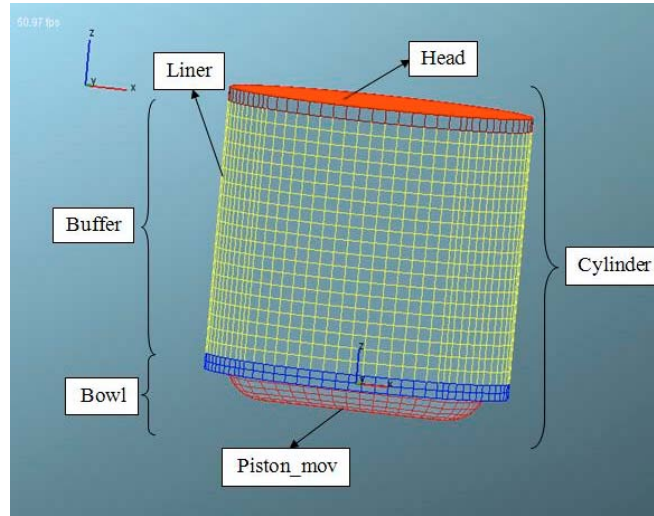 50.97 fps
z
y
x
Liner
Head
Buffer
Cylinder
z
y
x
Bowl
Piston_mov